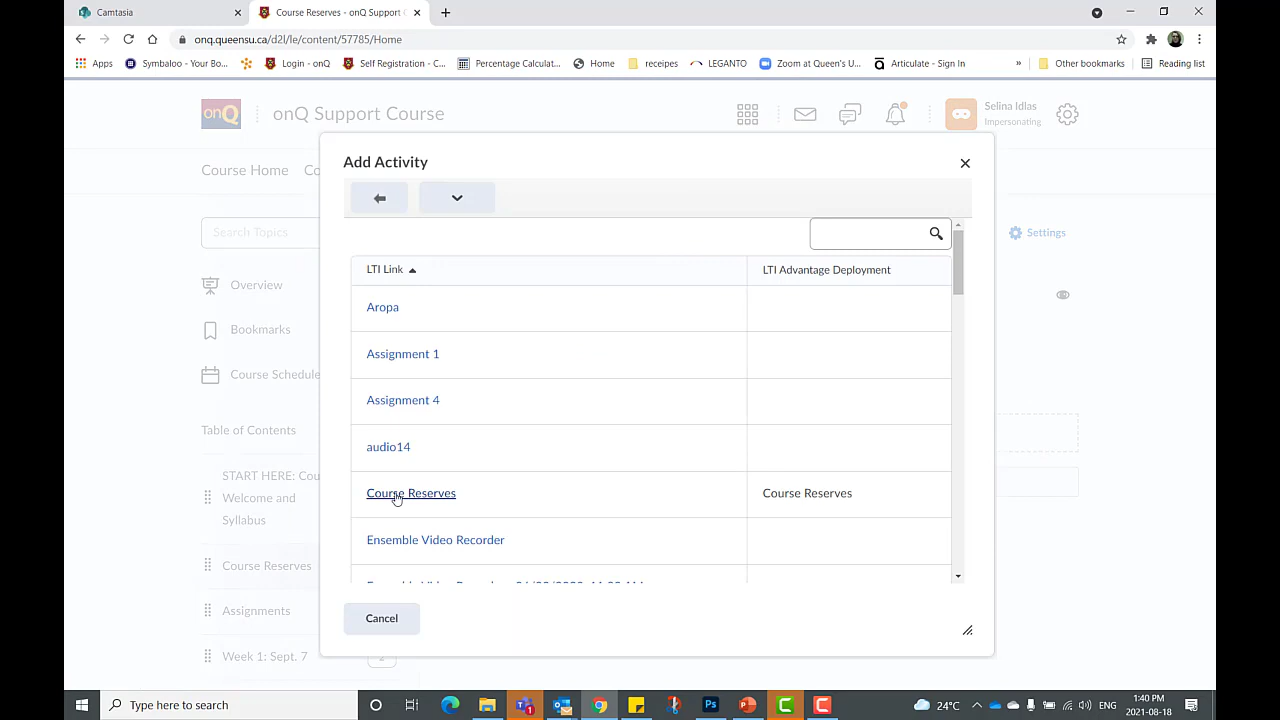 Camtasia
Course Reserves - onQ Support
onq.queensu.ca/d2l/le/content/57785/Home
Apps
Symbaloo - Your Bo...
Login - onQ
Self Registration - C...
Percentage Calculat...
Home
receipes
LEGANTO
Zoom at Queen's U...
Articulate - Sign In
»
Other bookmarks
Reading list
onQ
onQ Support Course
Selina Idlas
Impersonating
Course Home
Co
Add Activity
Search Topics
Settings
LTI Link
LTI Advantage Deployment
Overview
Aropa
Bookmarks
Assignment 1
Course Schedule
Assignment 4
Table of Contents
audio14
START HERE: Cou
Welcome and
Syllabus
Course Reserves
Course Reserves
Ensemble Video Recorder
Course Reserves
Assignments
Cancel
Week 1: Sept. 7
2
Type here to search
24°C
1:40 PM
2021-08-18